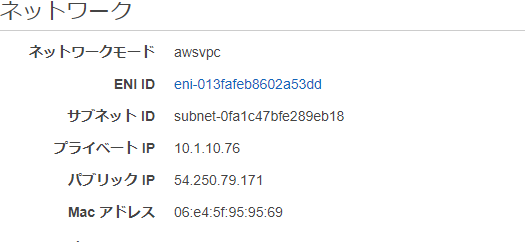 ネットワーク
ネットワークモード awsvpc
ENI ID eni-013fafeb8602a53dd
サブネット ID subnet-0fa1c47bfe289eb18
プライベート IP 10.1.10.76
パブリック IP 54.250.79.171
Mac アドレス 06:e4:5f:95:95:69